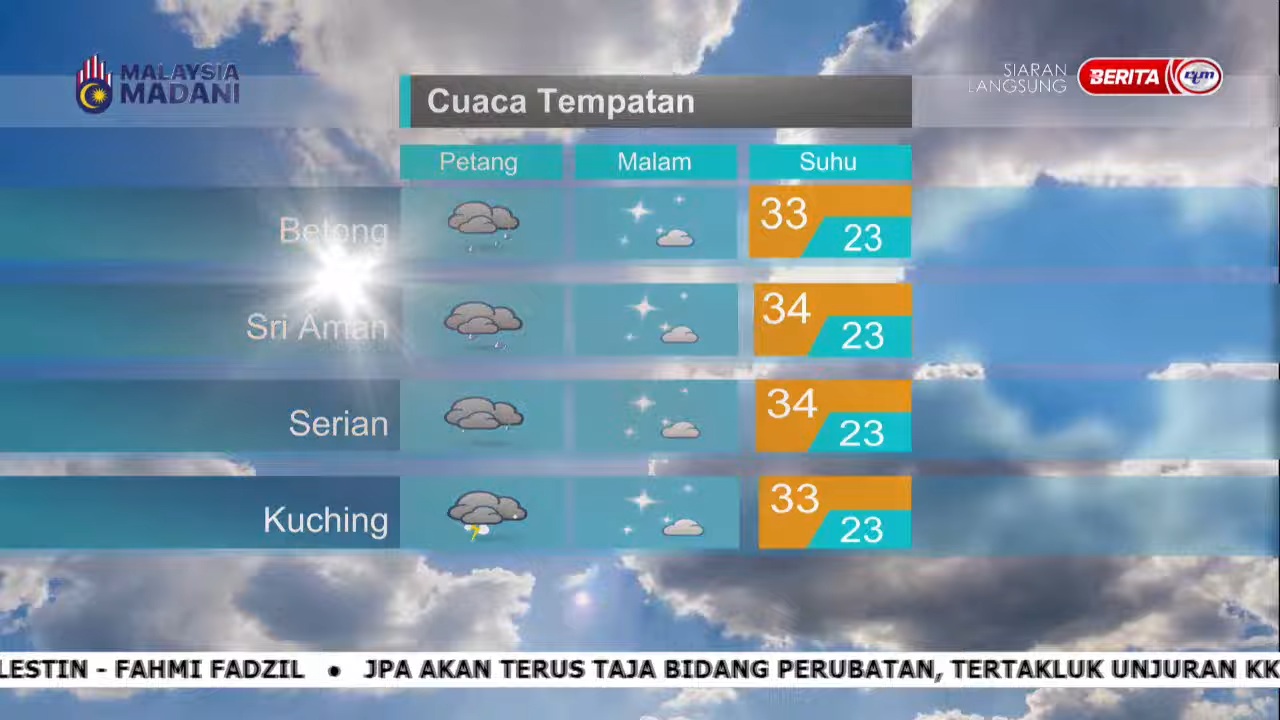 MALAYSIA
MADANI
SIARAN
LANGSUNG
BERITA rtm
Cuaca Tempatan
Petang Malam Suhu
Betong 33 23
Sri Aman 34 23
Serian 34 23
Kuching 33 23
LESTIN - FAHMI FADZIL • JPA AKAN TERUS TAJA BIDANG PERUBATAN, TERTAKLUK UNJURAN KK